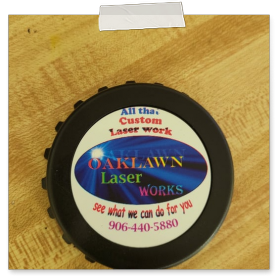 All that
Custom
Laser work
OAKLAWN
Laser
WORKS
see what we can do for you
906-440-5880